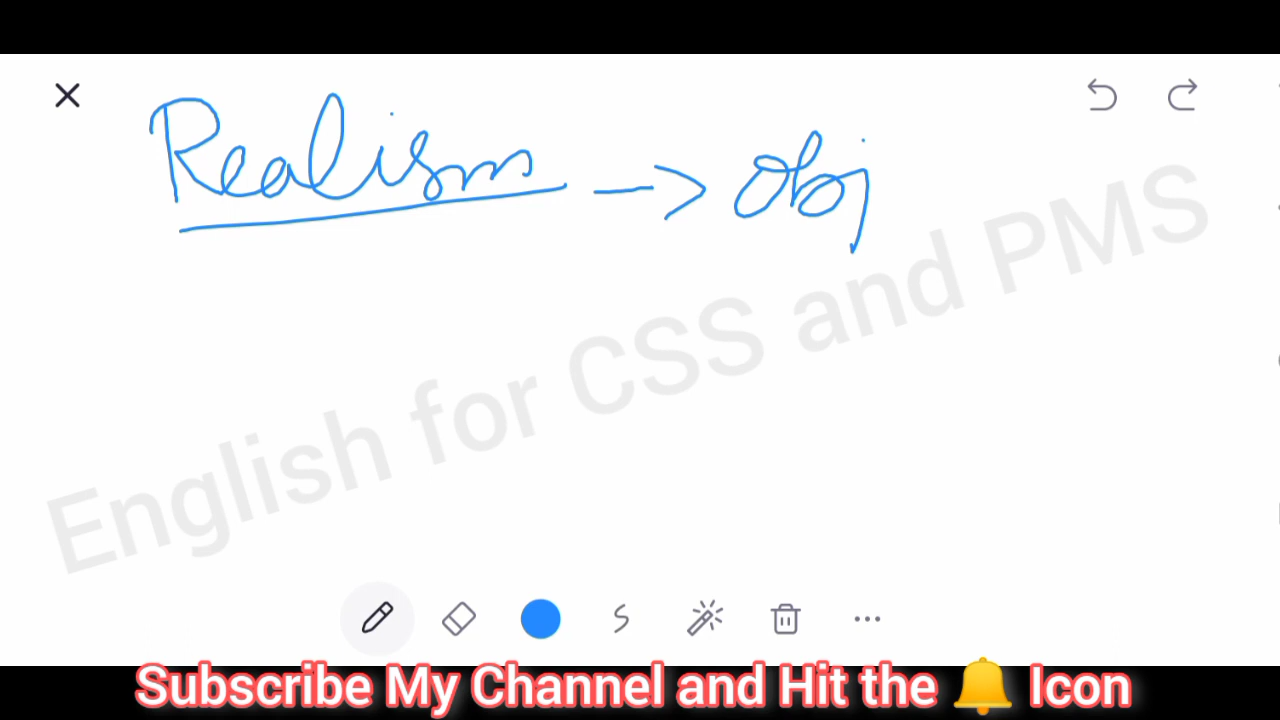 Realism -> obj
English for CSS and PMS
Subscribe My Channel and Hit the 🔔 Icon